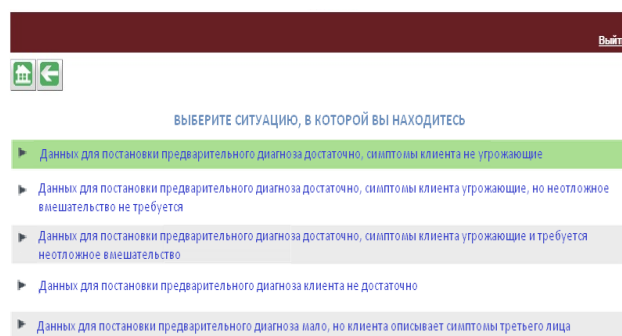 Выйт
ВЫБЕРИТЕ СИТУАЦИЮ, В КОТОРОЙ ВЫ НАХОДИТЕСЬ
Данных для постановки предварительного диагноза достаточно, симптомы клиента не угрожающие
Данных для постановки предварительного диагноза достаточно, симптомы клиента угрожающие, но неотложное
вмешательство не требуется
Данных для постановки предварительного диагноза достаточно, симптомы клиента угрожающие и требуется
неотложное вмешательство
Данных для постановки предварительного диагноза клиента не достаточно
Данных для постановки предварительного диагноза мало, но клиента описывает симптомы третьего лица